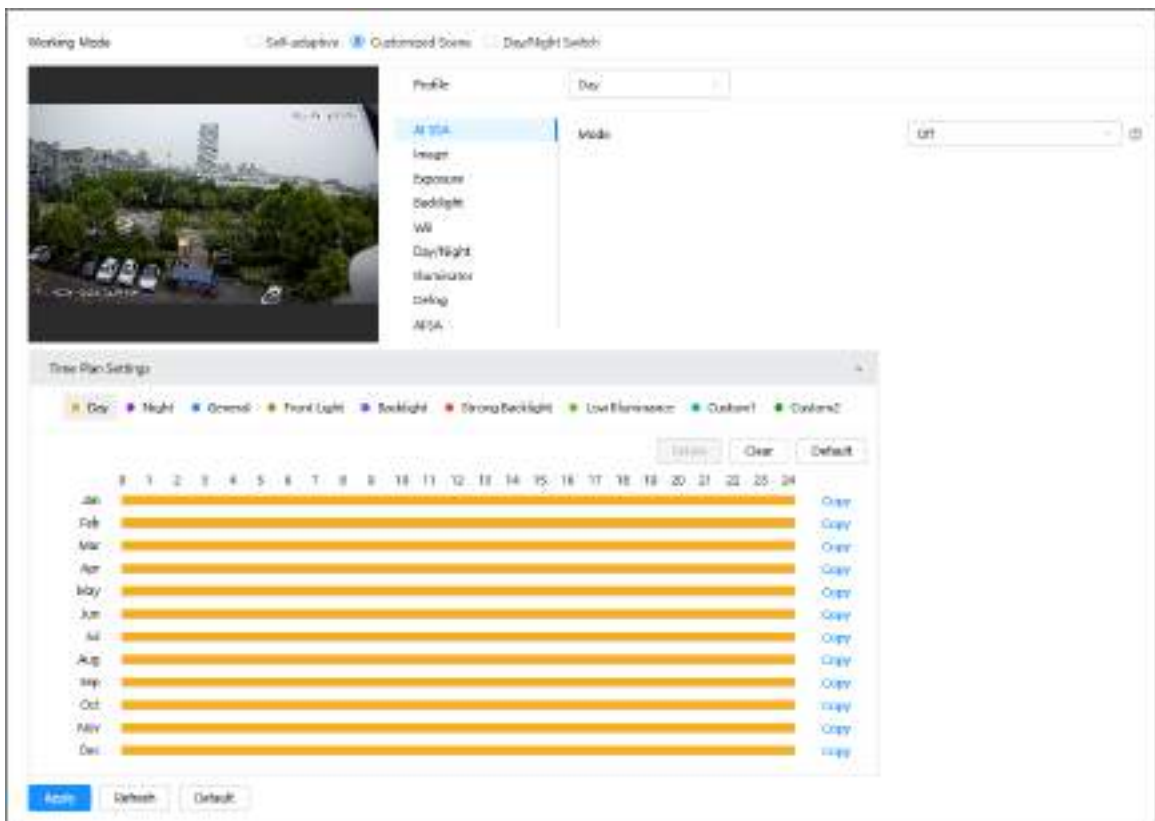 Working Mode Self-adaptive Customized Scene Day/Night Switch
Profile Day
AI SSA Mode Off
Image
Exposure
Backlight
WB
Day/Night
Illuminator
Defog
Time Plan Settings
Day Night General Front Light Backlight Strong Backlight Low Illuminance Custom1 Custom2
Delete Clear Default
0 1 2 3 4 5 6 7 8 9 10 11 12 13 14 15 16 17 18 19 20 21 22 23 24
Jan Copy
Feb Copy
Mar Copy
Apr Copy
May Copy
Jun Copy
Jul Copy
Aug Copy
Sep Copy
Oct Copy
Nov Copy
Dec Copy
Apply Refresh Default